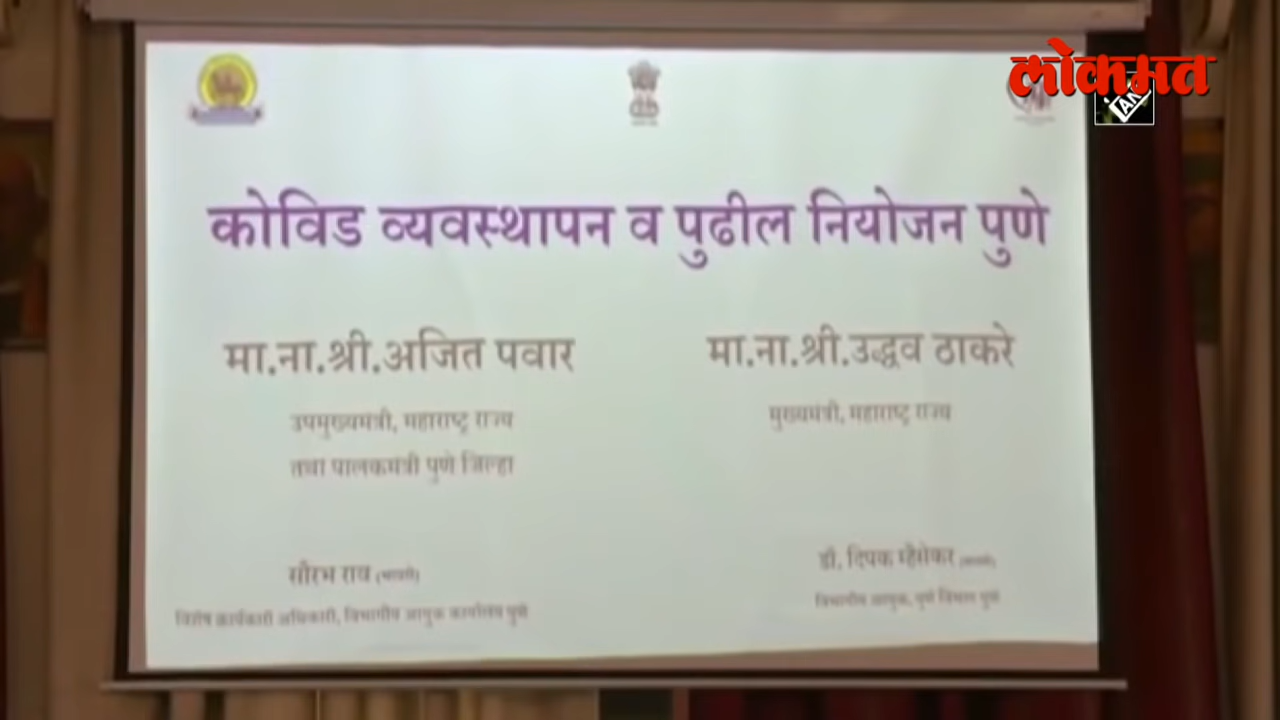 लोकमत
ANI
कोविड व्यवस्थापन व पुढील नियोजन पुणे
मा.ना.श्री.अजित पवार
मा.ना.श्री.उद्धव ठाकरे
उपमुख्यमंत्री, महाराष्ट्र राज्य
मुख्यमंत्री, महाराष्ट्र राज्य
तथा पालकमंत्री पुणे जिल्हा
सौरभ राव
डॉ. दिपक म्हैसेकर
विशेष कार्यकारी अधिकारी, विभागीय आयुक्त कार्यालय पुणे
विभागीय आयुक्त, पुणे विभाग पुणे